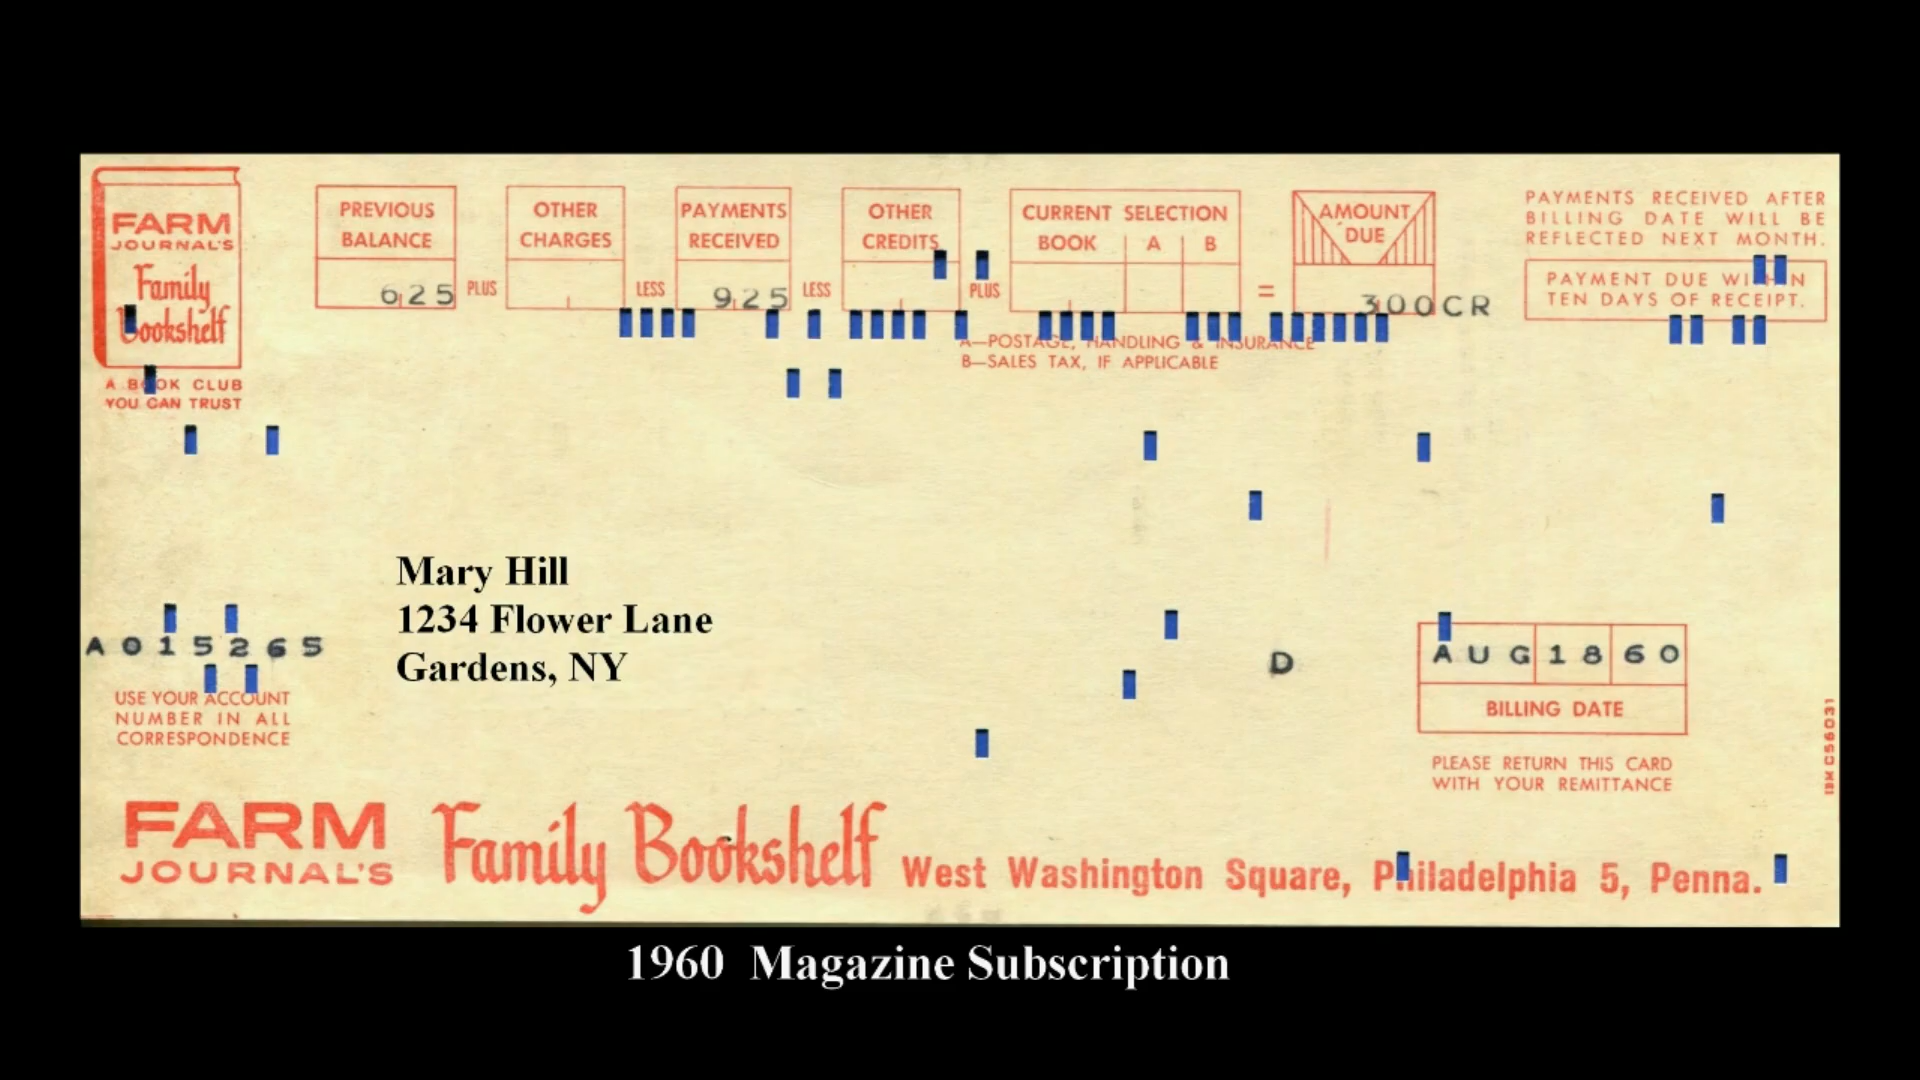 FARM
JOURNAL'S
Family
Bookshelf
A BOOK CLUB
YOU CAN TRUST
PREVIOUS
BALANCE
625
PLUS
OTHER
CHARGES
LESS
PAYMENTS
RECEIVED
925
LESS
OTHER
CREDITS
PLUS
CURRENT SELECTION
BOOK A B
=
AMOUNT
DUE
300CR
A—POSTAGE, HANDLING & INSURANCE
B—SALES TAX, IF APPLICABLE
PAYMENTS RECEIVED AFTER
BILLING DATE WILL BE
REFLECTED NEXT MONTH.
PAYMENT DUE WITHIN
TEN DAYS OF RECEIPT.
Mary Hill
1234 Flower Lane
Gardens, NY
A015265
USE YOUR ACCOUNT
NUMBER IN ALL
CORRESPONDENCE
D
AUG 18 60
BILLING DATE
PLEASE RETURN THIS CARD
WITH YOUR REMITTANCE
IBM C56031
FARM
JOURNAL'S
Family Bookshelf West Washington Square, Philadelphia 5, Penna.
1960 Magazine Subscription